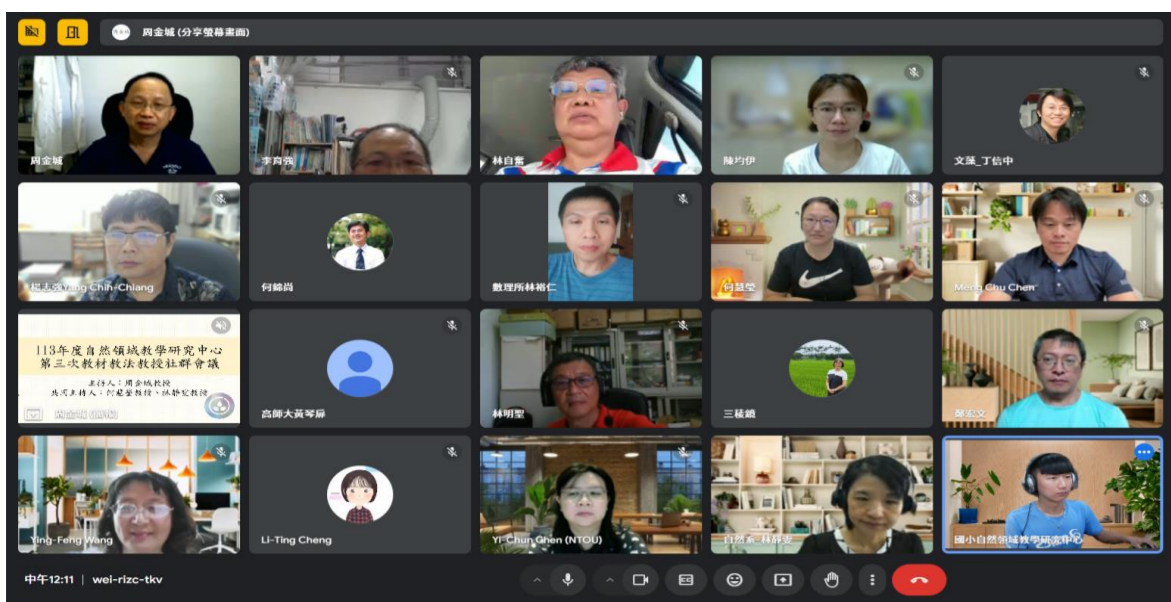 周金城 (分享螢幕畫面)
周金城
李育強
林自奮
陳均伊
文藻_丁信中
楊志強Yang Chih-Chiang
何錦尚
數理所林裕仁
何慧瑩
Meng Chu Chen
113年度自然領域教學研究中心
第三次教材教法教授社群會議
主持人：周金城教授
共同主持人：何慧瑩教授、林靜雯教授
周金城
高師大黃琴扉
林明聖
三稜鏡
鄭宏文
Ying-Feng Wang
Li-Ting Cheng
Yi-Chun Chen (NTOU)
自然系-林靜雯
國小自然領域教學研究中心
中午12:11 | wei-rizc-tkv